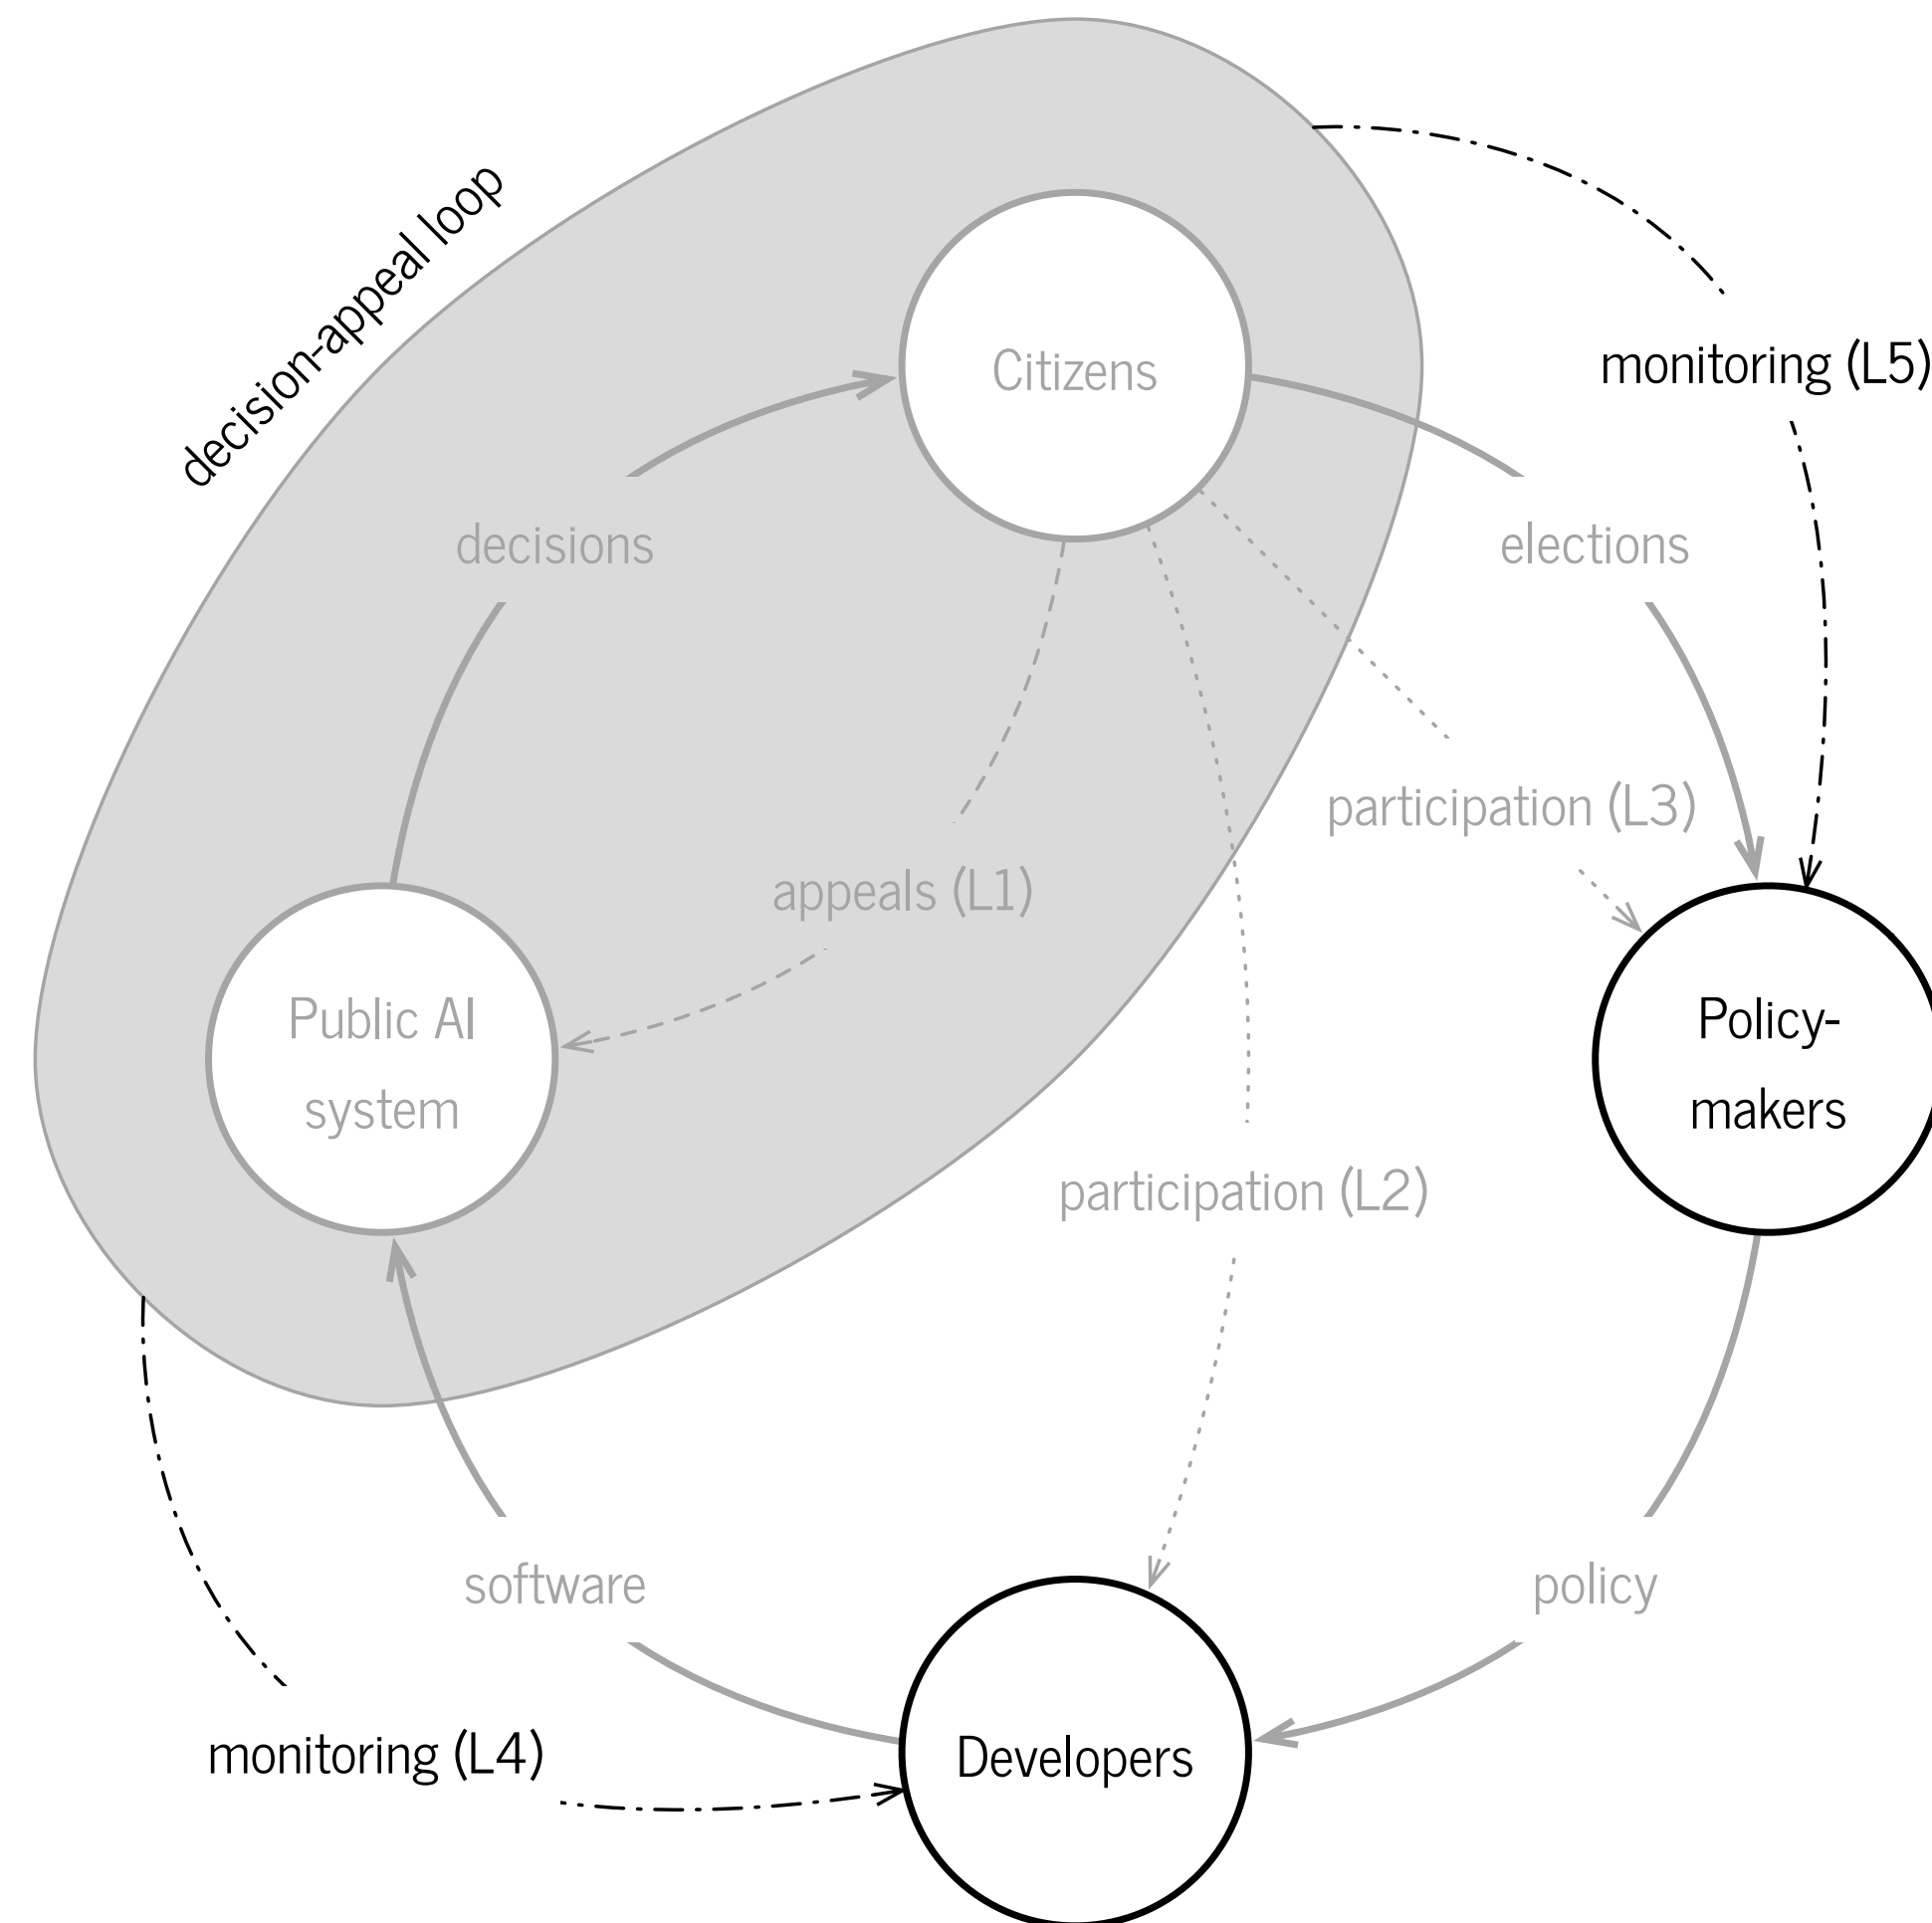 decision-appeal loop
Citizens
monitoring (L5)
decisions
elections
participation (L3)
appeals (L1)
Public AI
system
Policy-
makers
participation (L2)
software
policy
monitoring (L4)
Developers